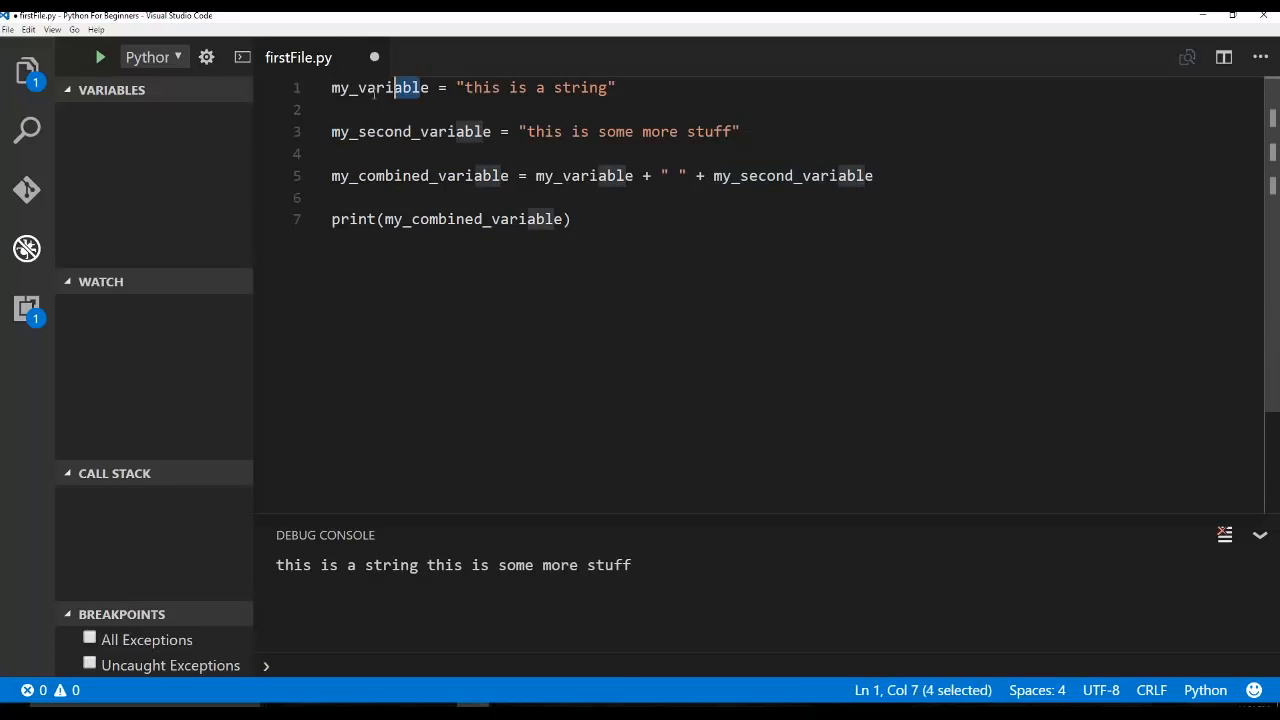 ● firstFile.py - Python For Beginners - Visual Studio Code
File Edit View Go Help
Python
firstFile.py
1
VARIABLES
1 my_variable = "this is a string"
2
3 my_second_variable = "this is some more stuff"
4
5 my_combined_variable = my_variable + " " + my_second_variable
6
7 print(my_combined_variable)
WATCH
1
CALL STACK
DEBUG CONSOLE
this is a string this is some more stuff
BREAKPOINTS
All Exceptions
Uncaught Exceptions
0 0 Ln 1, Col 7 (4 selected) Spaces: 4 UTF-8 CRLF Python